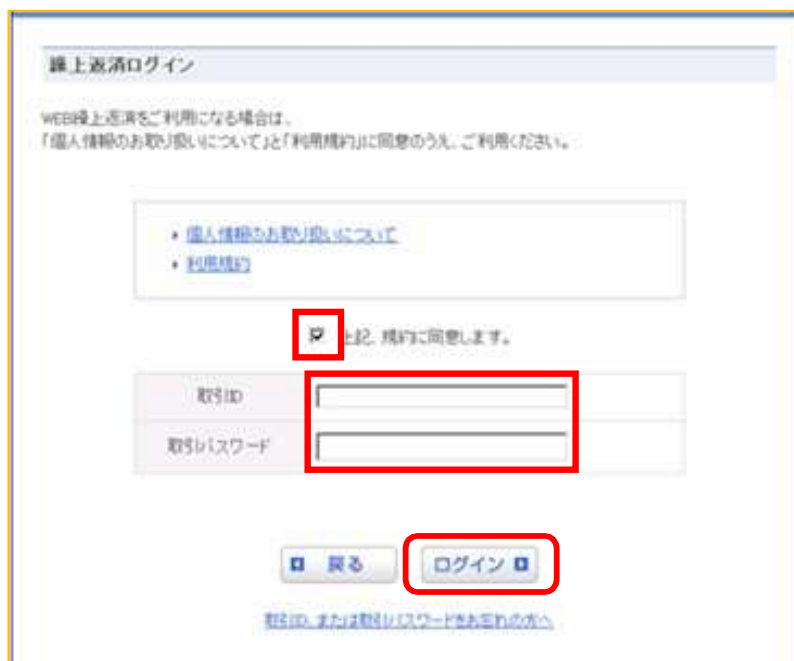 繰上返済ログイン
WEB繰上返済をご利用になる場合は、
「個人情報のお取り扱いについて」と「利用規約」に同意のうえ、ご利用ください。
個人情報のお取り扱いについて
利用規約
上記、規約に同意します。
取引ID
取引パスワード
戻る ログイン
取引ID、または取引パスワードをお忘れの方へ